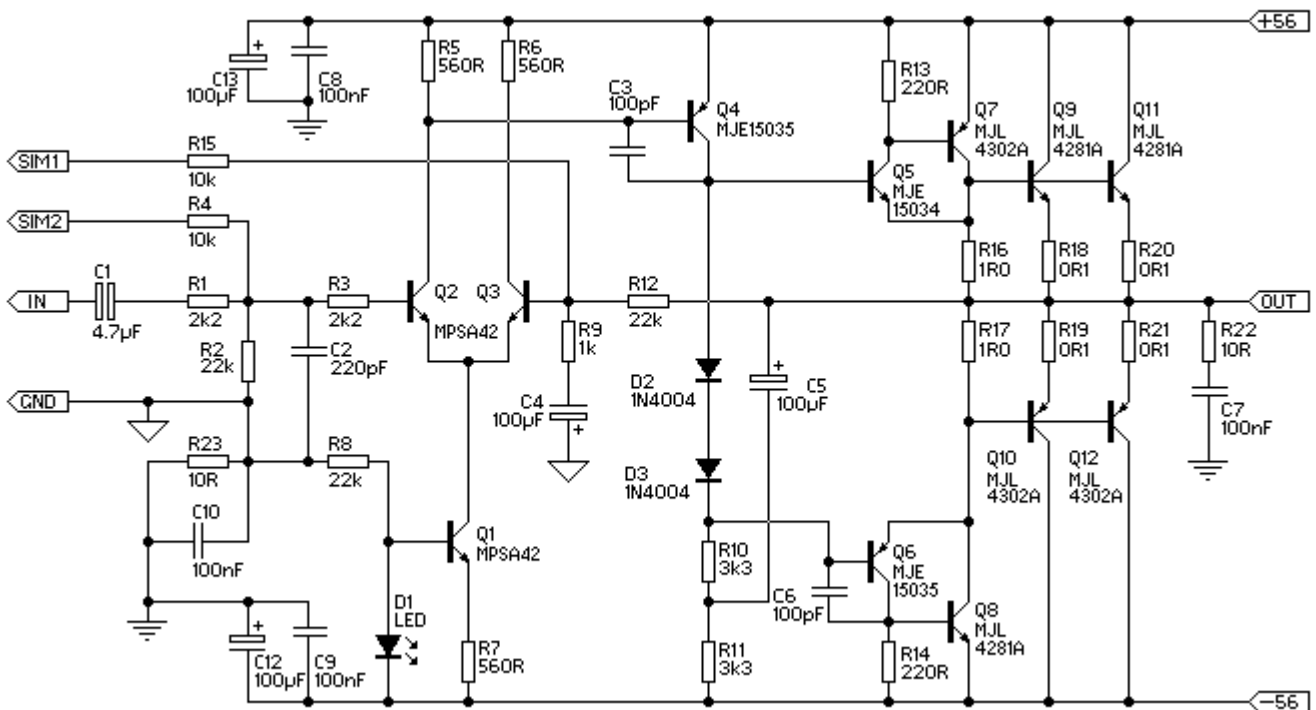 +56
R5
560R
R6
560R
C13
100µF
+
C8
100nF
C3
100pF
Q4
MJE15035
R13
220R
Q7
MJL
4302A
Q9
MJL
4281A
Q11
MJL
4281A
SIM1
R15
10k
Q5
MJE
15034
SIM2
R4
10k
R16
1R0
R18
0R1
R20
0R1
IN
C1
4.7µF
R1
2k2
R3
2k2
Q2
Q3
MPSA42
R12
22k
OUT
R2
22k
C2
220pF
R9
1k
R17
1R0
R19
0R1
R21
0R1
R22
10R
D2
1N4004
+
C5
100µF
GND
C4
100µF
+
C7
100nF
R23
10R
R8
22k
D3
1N4004
Q10
MJL
4302A
Q12
MJL
4302A
C10
100nF
Q1
MPSA42
R10
3k3
Q6
MJE
15035
C6
100pF
D1
LED
Q8
MJL
4281A
+
C12
100µF
C9
100nF
R7
560R
R11
3k3
R14
220R
−56